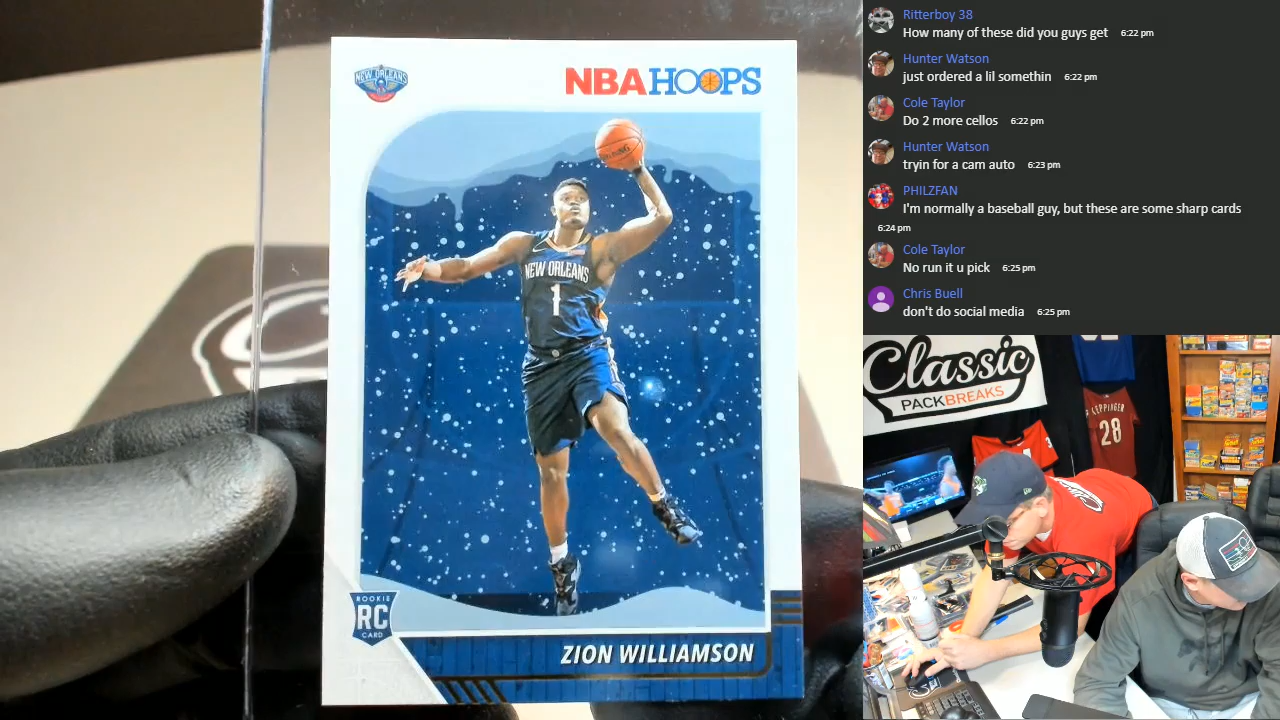 NEW ORLEANS
NBA HOOPS
NEW ORLEANS
1
ROOKIE
RC
CARD
ZION WILLIAMSON
Ritterboy 38
How many of these did you guys get 6:22 pm
Hunter Watson
just ordered a lil somethin 6:22 pm
Cole Taylor
Do 2 more cellos 6:22 pm
Hunter Watson
tryin for a cam auto 6:23 pm
PHILZFAN
I'm normally a baseball guy, but these are some sharp cards
6:24 pm
Cole Taylor
No run it u pick 6:25 pm
Chris Buell
don't do social media 6:25 pm
Classic
PACKBREAKS
28